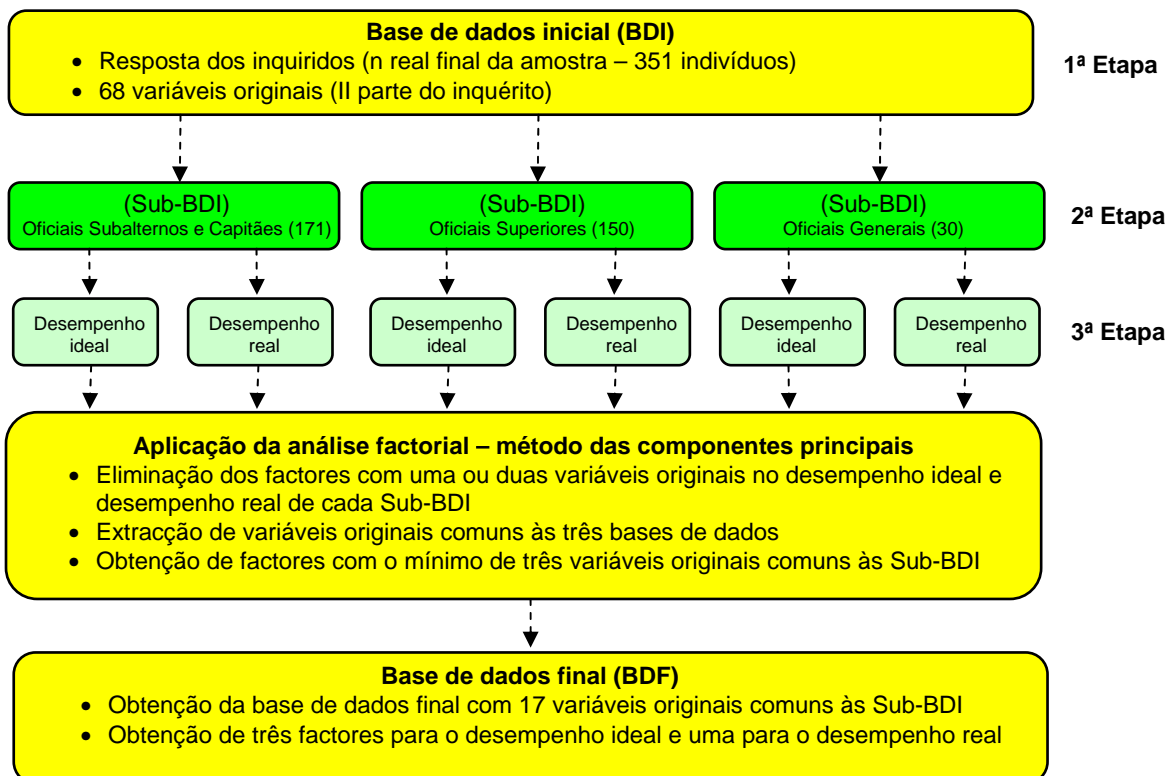 Base de dados inicial (BDI)
• Resposta dos inquiridos (n real final da amostra – 351 indivíduos)
• 68 variáveis originais (II parte do inquérito)
1ª Etapa
(Sub-BDI)
Oficiais Subalternos e Capitães (171)
(Sub-BDI)
Oficiais Superiores (150)
(Sub-BDI)
Oficiais Generais (30)
2ª Etapa
Desempenho
ideal
Desempenho
real
Desempenho
ideal
Desempenho
real
Desempenho
ideal
Desempenho
real
3ª Etapa
Aplicação da análise factorial – método das componentes principais
• Eliminação dos factores com uma ou duas variáveis originais no desempenho ideal e
desempenho real de cada Sub-BDI
• Extracção de variáveis originais comuns às três bases de dados
• Obtenção de factores com o mínimo de três variáveis originais comuns às Sub-BDI
Base de dados final (BDF)
• Obtenção da base de dados final com 17 variáveis originais comuns às Sub-BDI
• Obtenção de três factores para o desempenho ideal e uma para o desempenho real